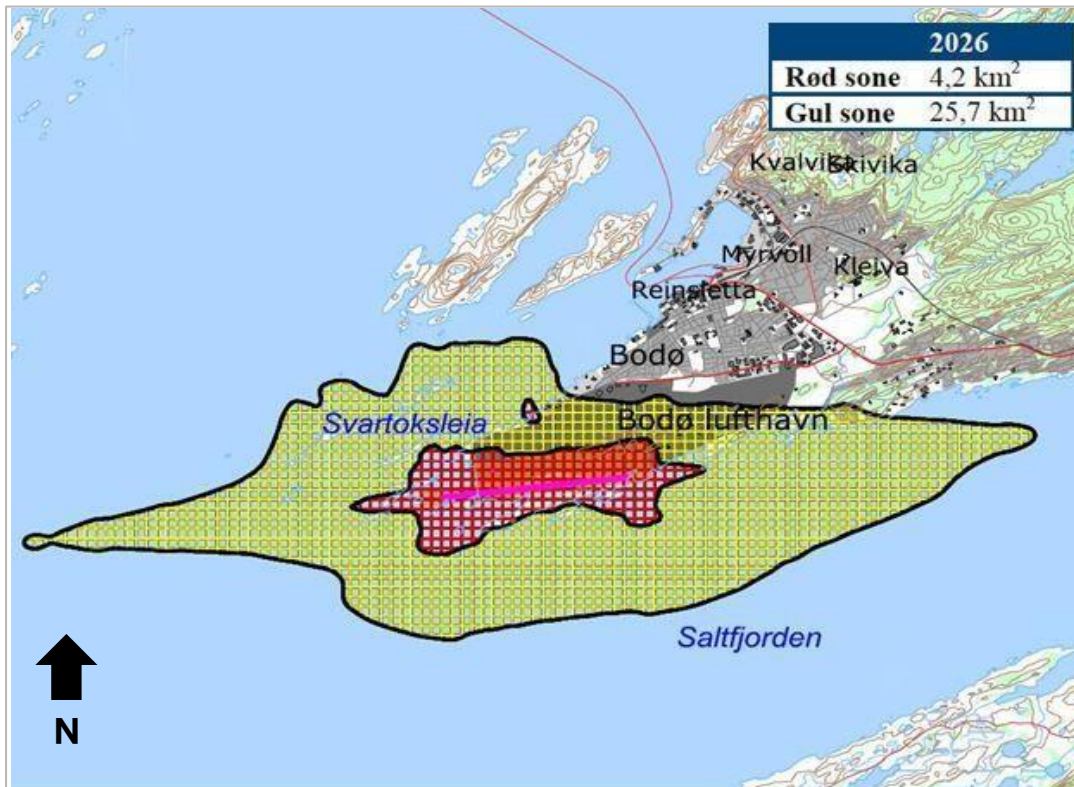 2026
Rød sone 4,2 km²
Gul sone 25,7 km²
Kvalvika Skivika
Myrvoll
Kleiva
Reinsletta
Bodø
Svartoksleia
Bodø lufthavn
Saltfjorden
N